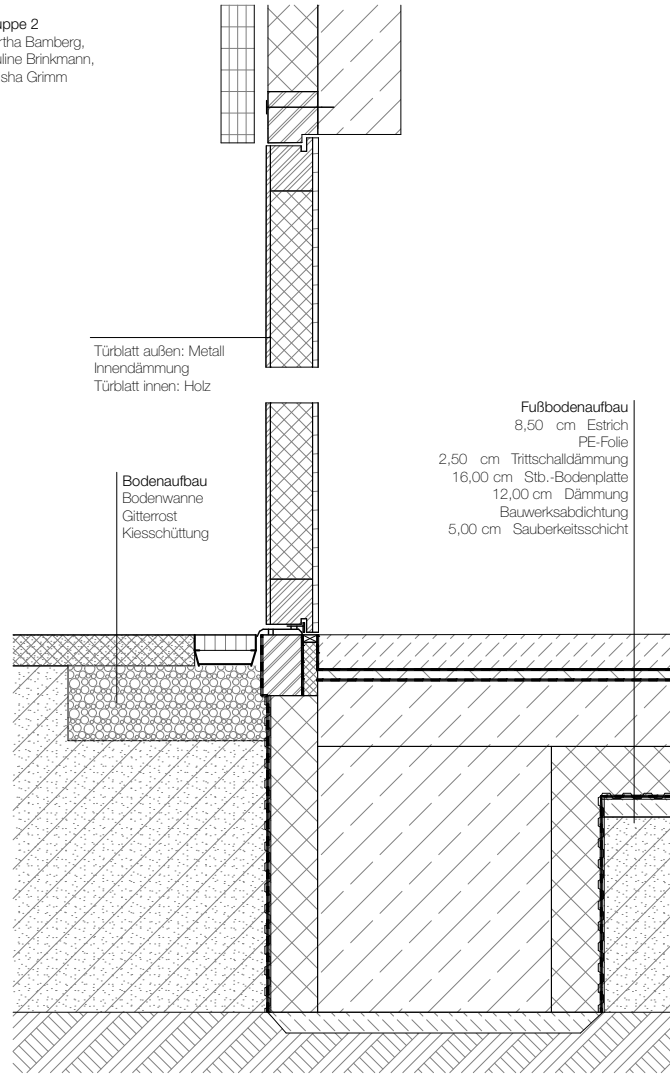 uppe 2
rtha Bamberg,
uline Brinkmann,
sha Grimm
Türblatt außen: Metall
Innendämmung
Türblatt innen: Holz
Bodenaufbau
Bodenwanne
Gitterrost
Kiesschüttung
Fußbodenaufbau
8,50 cm Estrich
PE-Folie
2,50 cm Trittschalldämmung
16,00 cm Stb.-Bodenplatte
12,00 cm Dämmung
Bauwerksabdichtung
5,00 cm Sauberkeitsschicht